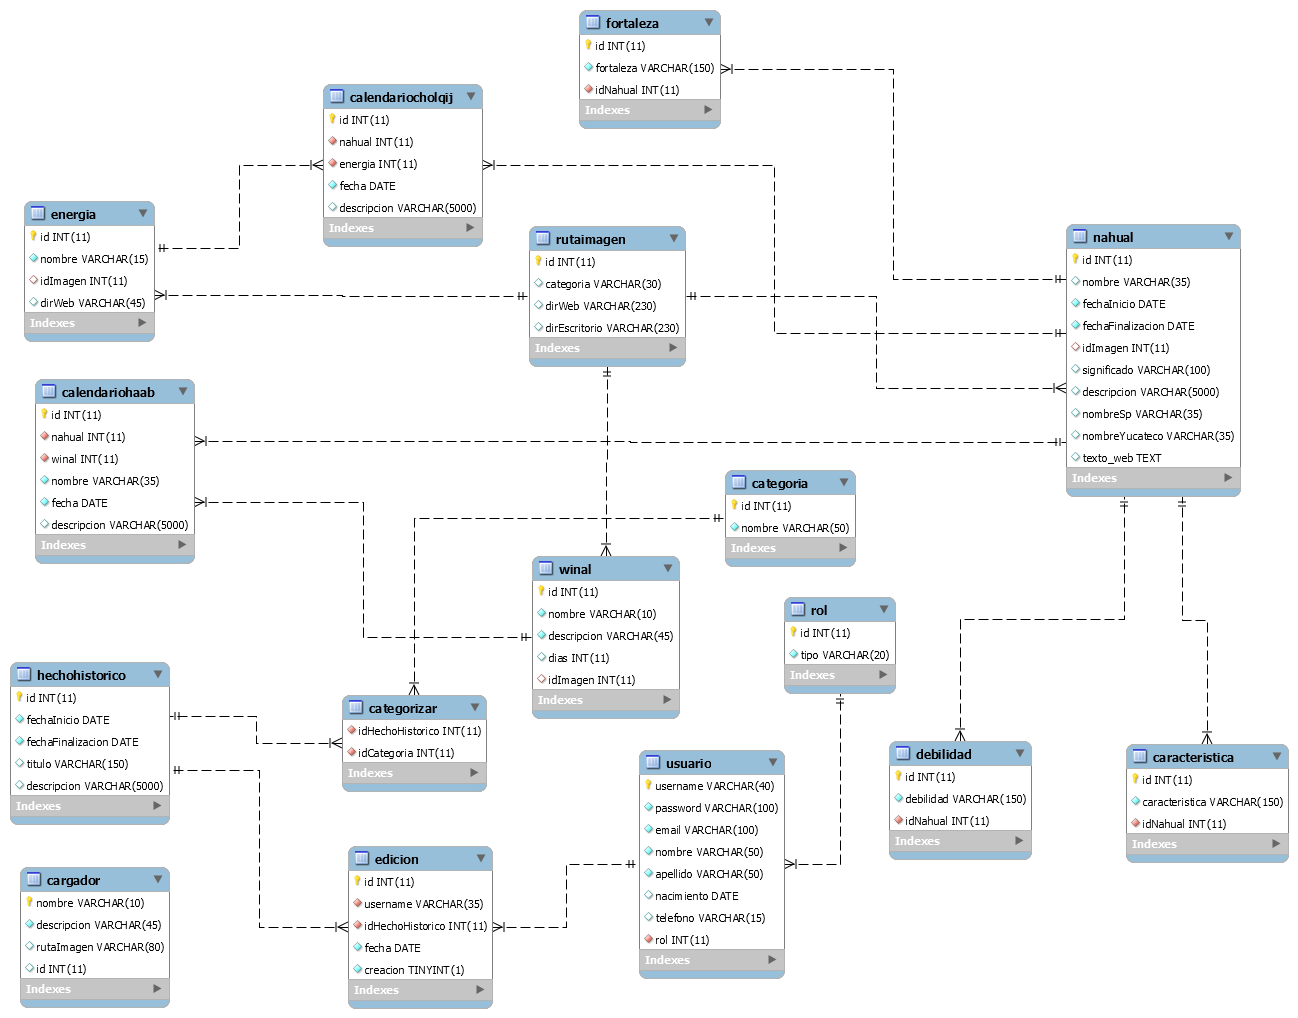 fortaleza
id INT(11)
fortaleza VARCHAR(150)
idNahual INT(11)
Indexes
calendariocholqij
id INT(11)
nahual INT(11)
energia INT(11)
fecha DATE
descripcion VARCHAR(5000)
Indexes
energia
id INT(11)
nombre VARCHAR(15)
idImagen INT(11)
dirWeb VARCHAR(45)
Indexes
rutaimagen
id INT(11)
categoria VARCHAR(30)
dirWeb VARCHAR(230)
dirEscritorio VARCHAR(230)
Indexes
nahual
id INT(11)
nombre VARCHAR(35)
fechaInicio DATE
fechaFinalizacion DATE
idImagen INT(11)
significado VARCHAR(100)
descripcion VARCHAR(5000)
nombreSp VARCHAR(35)
nombreYucateco VARCHAR(35)
texto_web TEXT
Indexes
calendariohaab
id INT(11)
nahual INT(11)
winal INT(11)
nombre VARCHAR(35)
fecha DATE
descripcion VARCHAR(5000)
Indexes
categoria
id INT(11)
nombre VARCHAR(50)
Indexes
winal
id INT(11)
nombre VARCHAR(10)
descripcion VARCHAR(45)
dias INT(11)
idImagen INT(11)
Indexes
rol
id INT(11)
tipo VARCHAR(20)
Indexes
hechohistorico
id INT(11)
fechaInicio DATE
fechaFinalizacion DATE
titulo VARCHAR(150)
descripcion VARCHAR(5000)
Indexes
categorizar
idHechoHistorico INT(11)
idCategoria INT(11)
Indexes
usuario
username VARCHAR(40)
password VARCHAR(100)
email VARCHAR(100)
nombre VARCHAR(50)
apellido VARCHAR(50)
nacimiento DATE
telefono VARCHAR(15)
rol INT(11)
Indexes
debilidad
id INT(11)
debilidad VARCHAR(150)
idNahual INT(11)
Indexes
caracteristica
id INT(11)
caracteristica VARCHAR(150)
idNahual INT(11)
Indexes
cargador
nombre VARCHAR(10)
descripcion VARCHAR(45)
rutaImagen VARCHAR(80)
id INT(11)
Indexes
edicion
id INT(11)
username VARCHAR(35)
idHechoHistorico INT(11)
fecha DATE
creacion TINYINT(1)
Indexes